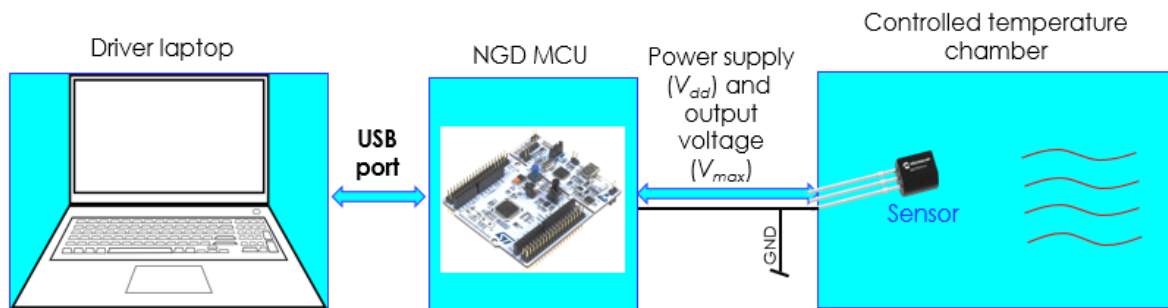 Driver laptop
USB
port
NGD MCU
Power supply
(Vdd) and
output
voltage
(Vmax)
GND
Controlled temperature
chamber
Sensor